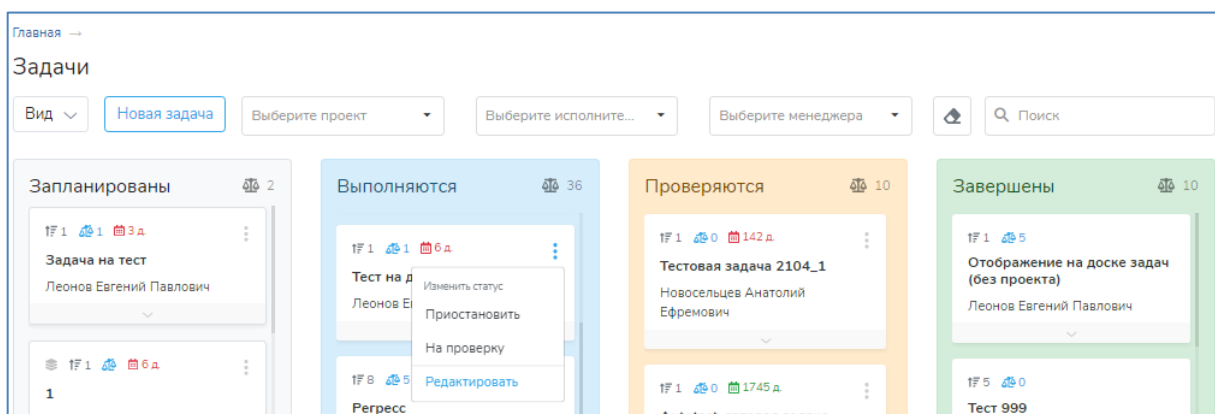 Главная →
Задачи
Вид
Новая задача
Выберите проект
Выберите исполните...
Выберите менеджера
Поиск
Запланированы 2
1 1 3 д.
Задача на тест
Леонов Евгений Павлович
1 6 д.
1
Выполняются 36
1 1 6 д.
Тест на д
Леонов Е
Изменить статус
Приостановить
На проверку
Редактировать
8 5
Регресс
Проверяются 10
1 0 142 д.
Тестовая задача 2104_1
Новосельцев Анатолий
Ефремович
1 0 1745 д.
Завершены 10
1 5
Отображение на доске задач
(без проекта)
Леонов Евгений Павлович
5 0
Тест 999